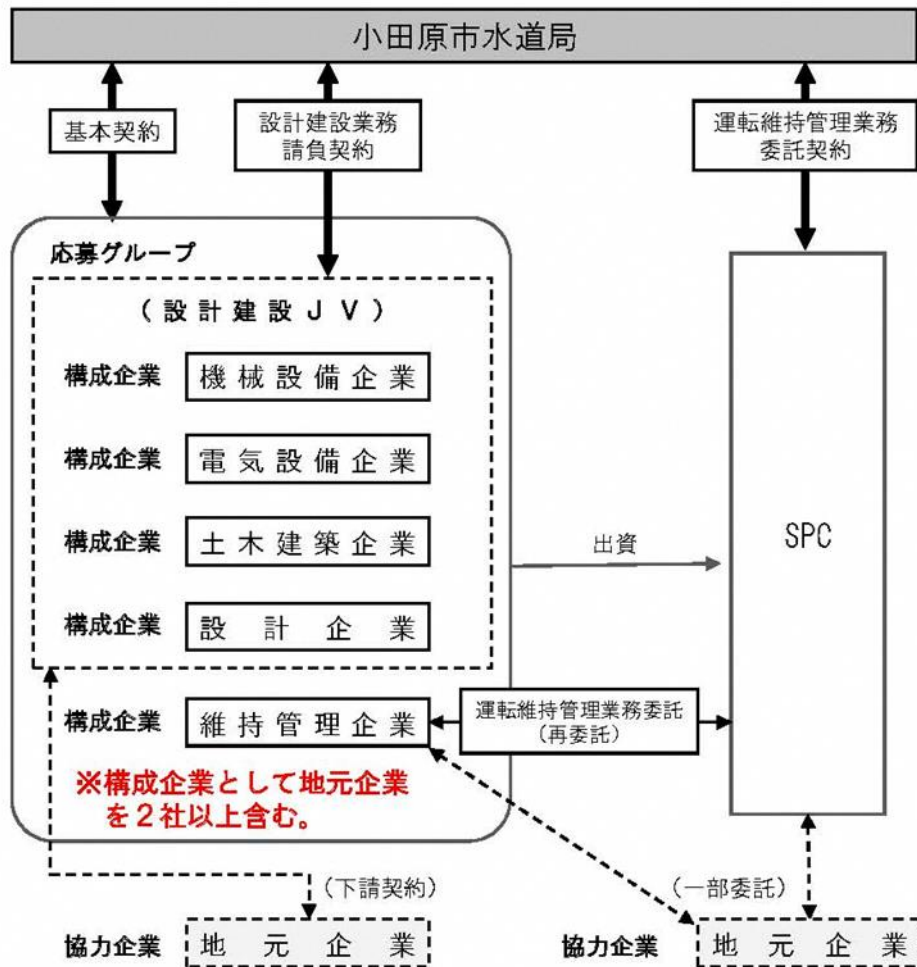 小田原市水道局
基本契約
設計建設業務
請負契約
運転維持管理業務
委託契約
応募グループ
(設計建設JV)
構成企業 機械設備企業
構成企業 電気設備企業
構成企業 土木建築企業
構成企業 設計企業
出資
SPC
構成企業 維持管理企業
運転維持管理業務委託
(再委託)
※構成企業として地元企業
を2社以上含む。
(下請契約)
(一部委託)
協力企業 地元企業
協力企業 地元企業